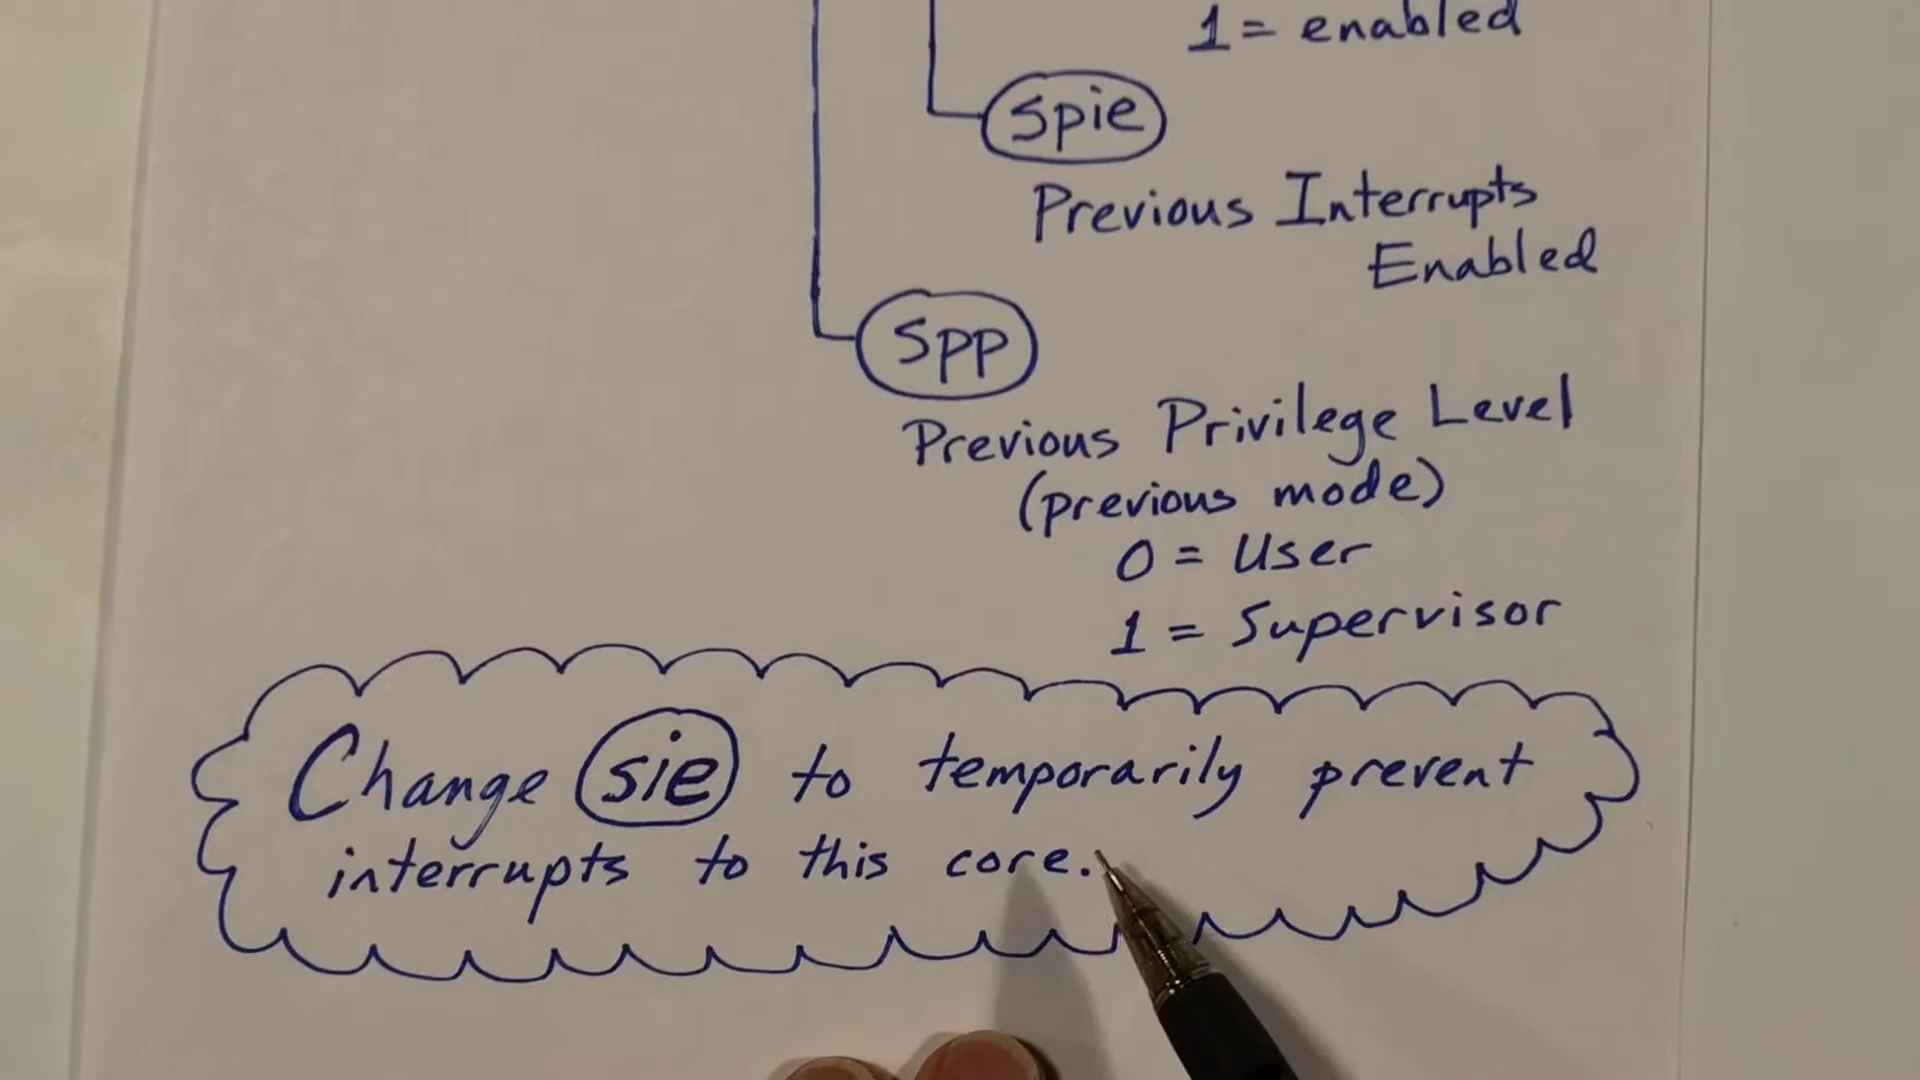 1 = enabled
spie
Previous Interrupts
Enabled
spp
Previous Privilege Level
(previous mode)
0 = User
1 = Supervisor
Change sie to temporarily prevent
interrupts to this core.